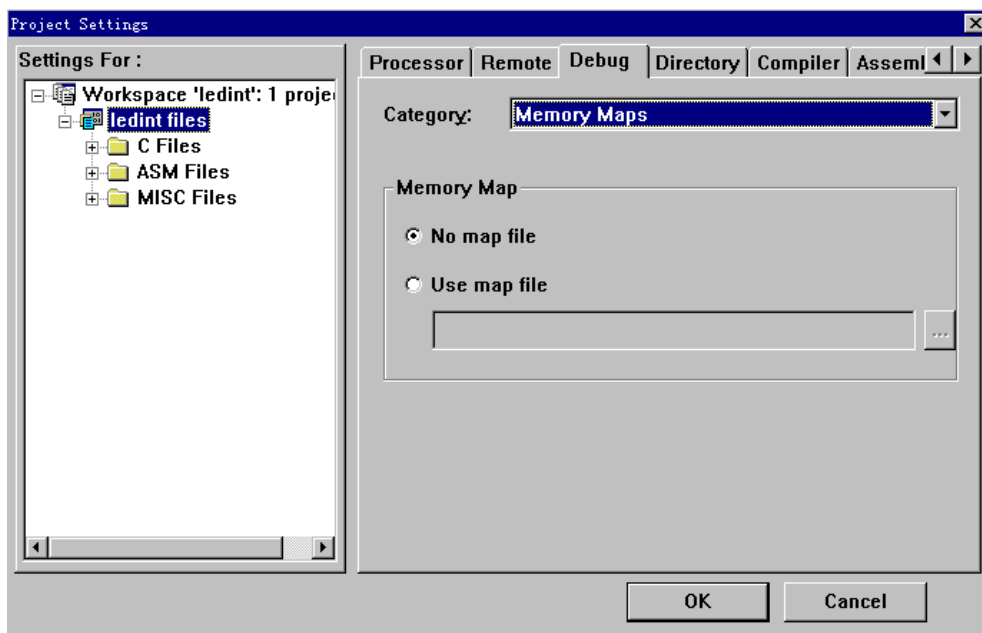 Project Settings
Settings For :
Workspace 'ledint': 1 proje
ledint files
C Files
ASM Files
MISC Files
Processor Remote Debug Directory Compiler Asseml
Category: Memory Maps
Memory Map
No map file
Use map file
...
OK Cancel